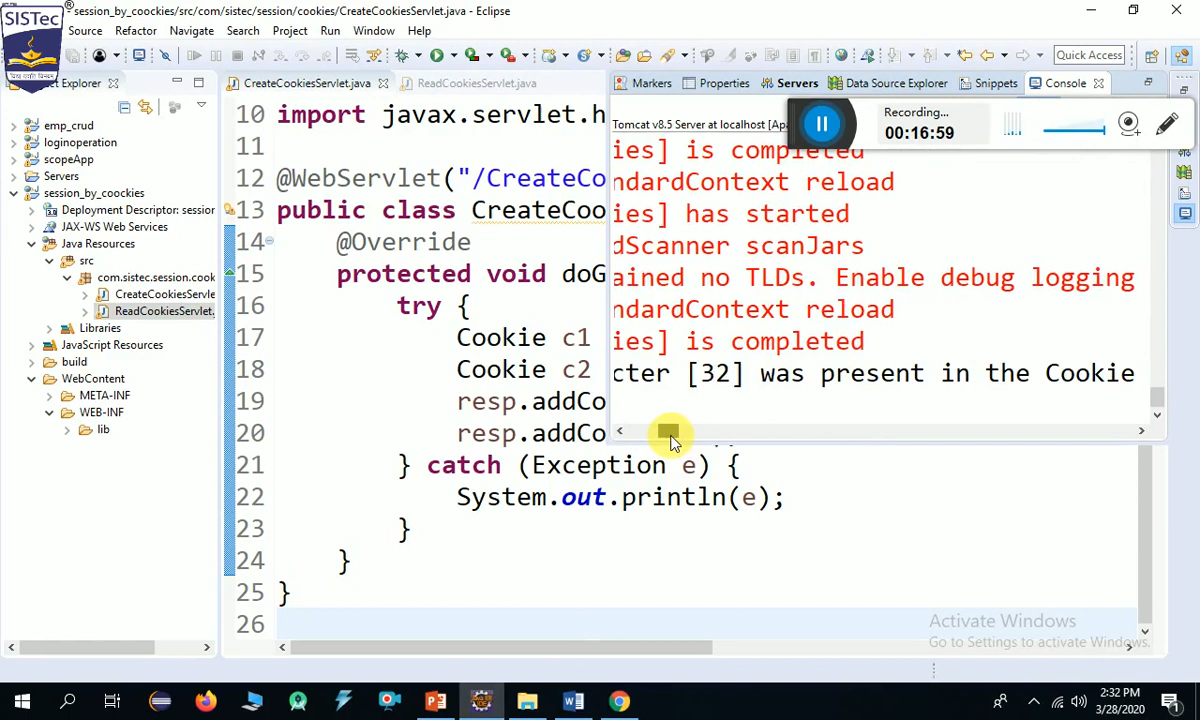 SISTec
®
- session_by_coockies/src/com/sistec/session/cookies/CreateCookiesServlet.java - Eclipse
Source Refactor Navigate Search Project Run Window Help
Quick Access
ect Explorer
CreateCookiesServlet.java
ReadCookiesServlet.java
Markers
Properties
Servers
Data Source Explorer
Snippets
Console
emp_crud
loginoperation
scopeApp
Servers
session_by_coockies
Deployment Descriptor: session
JAX-WS Web Services
Java Resources
src
com.sistec.session.cook
CreateCookiesServle
ReadCookiesServlet.
Libraries
JavaScript Resources
build
WebContent
META-INF
WEB-INF
lib
10 import javax.servlet.h
11
12 @WebServlet("/CreateCo
13 public class CreateCoo
14 @Override
15 protected void doG
16 try {
17 Cookie c1
18 Cookie c2
19 resp.addCo
20 resp.addCo
21 } catch (Exception e) {
22 System.out.println(e);
23 }
24 }
25 }
26
Tomcat v8.5 Server at localhost [Apa
ies] is completed
ndardContext reload
ies] has started
dScanner scanJars
ained no TLDs. Enable debug logging
ndardContext reload
ies] is completed
cter [32] was present in the Cookie
Recording...
00:16:59
Activate Windows
Go to Settings to activate Windows.
2:32 PM
3/28/2020
1